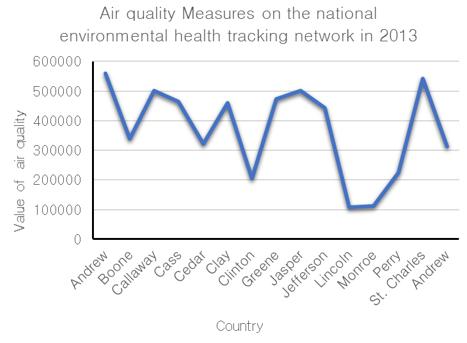 Air quality Measures on the national
environmental health tracking network in 2013
600000
500000
400000
300000
200000
100000
0
Value of air quality
Andrew
Boone
Callaway
Cass
Cedar
Clay
Clinton
Greene
Jasper
Jefferson
Lincoln
Monroe
Perry
St. Charles
Andrew
Country